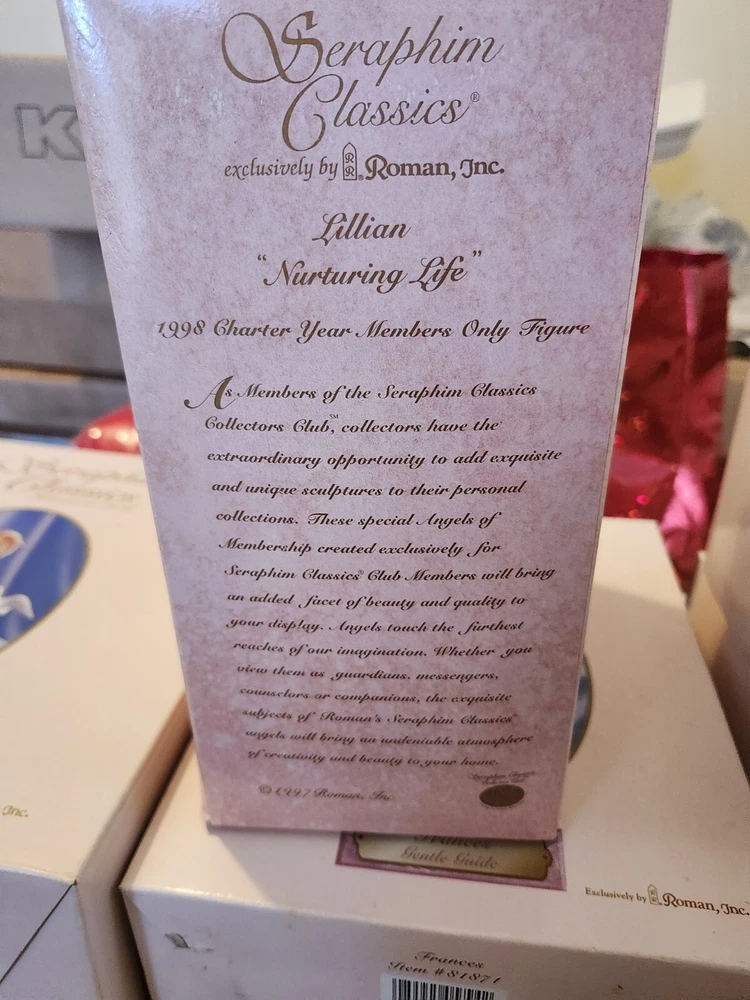 Seraphim
Classics®
exclusively by Roman, Inc.
Lillian
"Nurturing Life"
1998 Charter Year Members Only Figure
As Members of the Seraphim Classics
Collectors Club,℠ collectors have the
extraordinary opportunity to add exquisite
and unique sculptures to their personal
collections. These special Angels of
Membership created exclusively for
Seraphim Classics® Club Members will bring
an added facet of beauty and quality to
your display. Angels touch the furthest
reaches of our imagination. Whether you
view them as guardians, messengers,
counselors or companions, the exquisite
subjects of Roman's Seraphim Classics®
angels will bring an undeniable atmosphere
of creativity and beauty to your home.
© 1997 Roman, Inc.
K
Inc.
Frances
Gentle Guide
Exclusively by Roman, Inc.
Frances
Item #81871